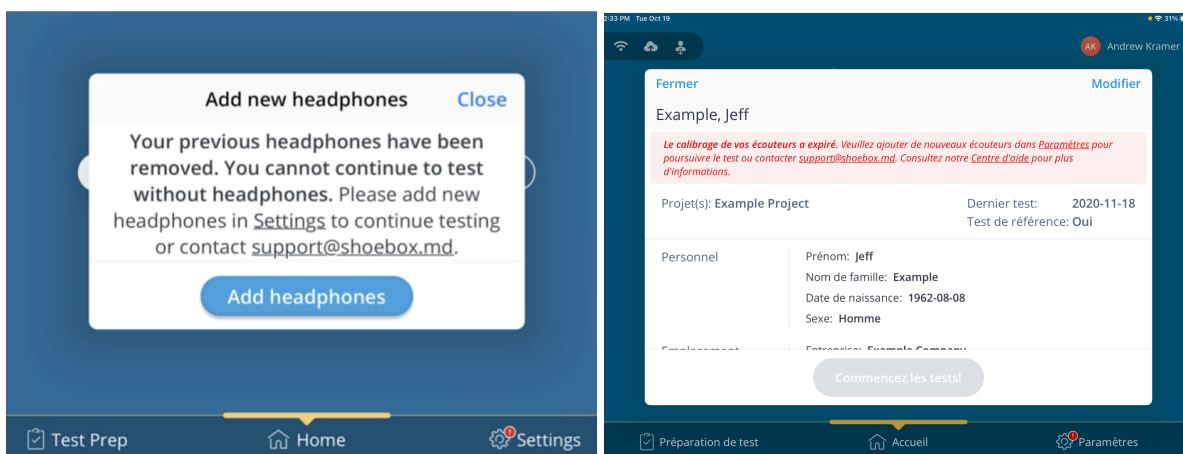 Add new headphones Close
Your previous headphones have been
removed. You cannot continue to test
without headphones. Please add new
headphones in Settings to continue testing
or contact support@shoebox.md.
Add headphones
Test Prep Home Settings
2:33 PM Tue Oct 19 31%
AK Andrew Kramer
Fermer Modifier
Example, Jeff
Le calibrage de vos écouteurs a expiré. Veuillez ajouter de nouveaux écouteurs dans Paramètres pour
poursuivre le test ou contacter support@shoebox.md. Consultez notre Centre d'aide pour plus
d'informations.
Projet(s): Example Project Dernier test: 2020-11-18
Test de référence: Oui
Personnel Prénom: Jeff
Nom de famille: Example
Date de naissance: 1962-08-08
Sexe: Homme
Emplacement Entreprise: Example Company
Commencez les tests!
Préparation de test Accueil Paramètres